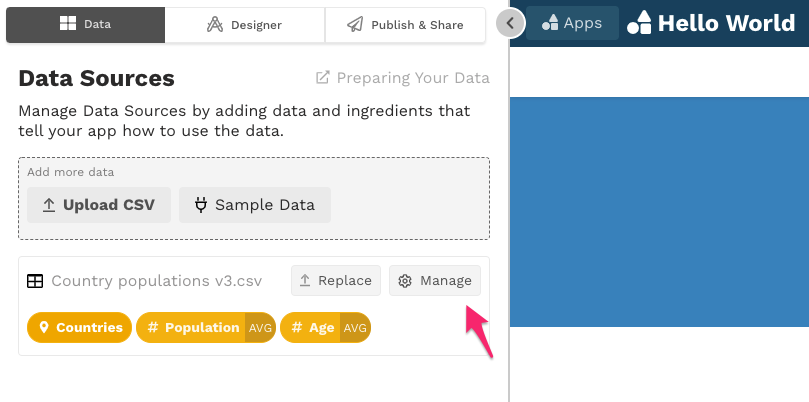 Data
Designer
Publish & Share
Apps
Hello World
Data Sources
Preparing Your Data
Manage Data Sources by adding data and ingredients that
tell your app how to use the data.
Add more data
Upload CSV
Sample Data
Country populations v3.csv
Replace
Manage
Countries
# Population AVG
# Age AVG